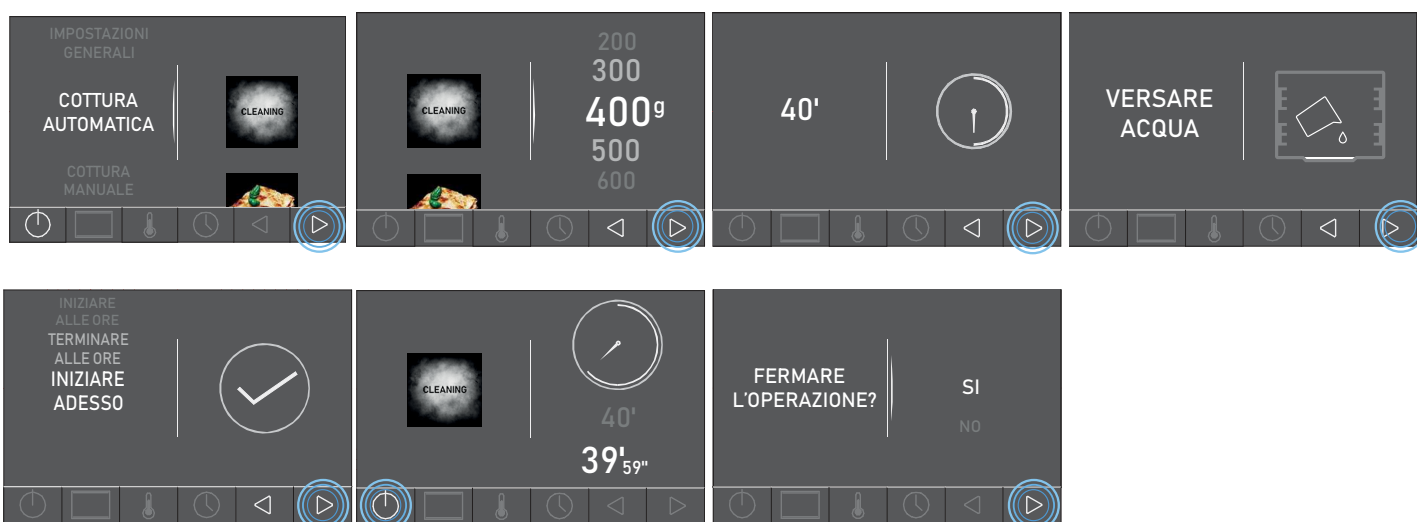 IMPOSTAZIONI
GENERALI
COTTURA
AUTOMATICA
COTTURA
MANUALE
CLEANING
CLEANING
200
300
400g
500
600
40'
VERSARE
ACQUA
INIZIARE
ALLE ORE
TERMINARE
ALLE ORE
INIZIARE
ADESSO
CLEANING
40'
39'59"
FERMARE
L'OPERAZIONE?
SI
NO